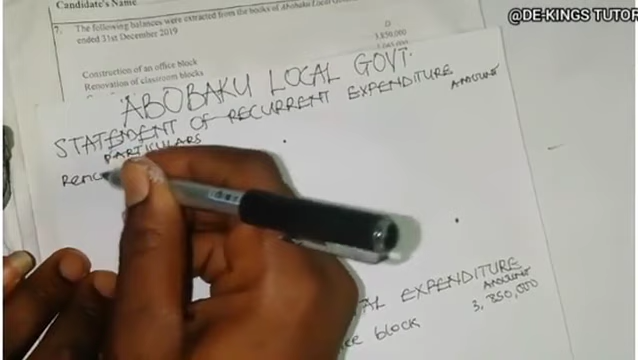 Candidate's Name
@DE-KINGS TUTOR
7. The following balances were extracted from the books of Abobaku Local
ended 31st December 2019
Construction of an office block 3,850,000
Renovation of classroom blocks
ABOBAKU LOCAL GOVT.
STATEMENT OF RECURRENT EXPENDITURE
PARTICULARS AMOUNT
EXPENDITURE
AMOUNT
block 3,850,000